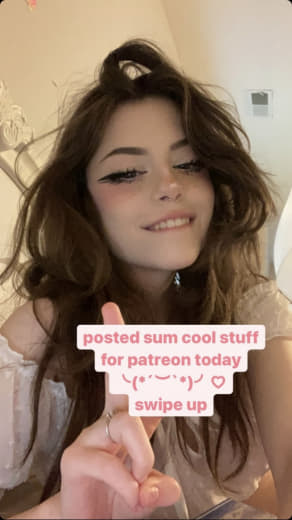 posted sum cool stuff
for patreon today
╰(*´︶`*)╯♡
swipe up